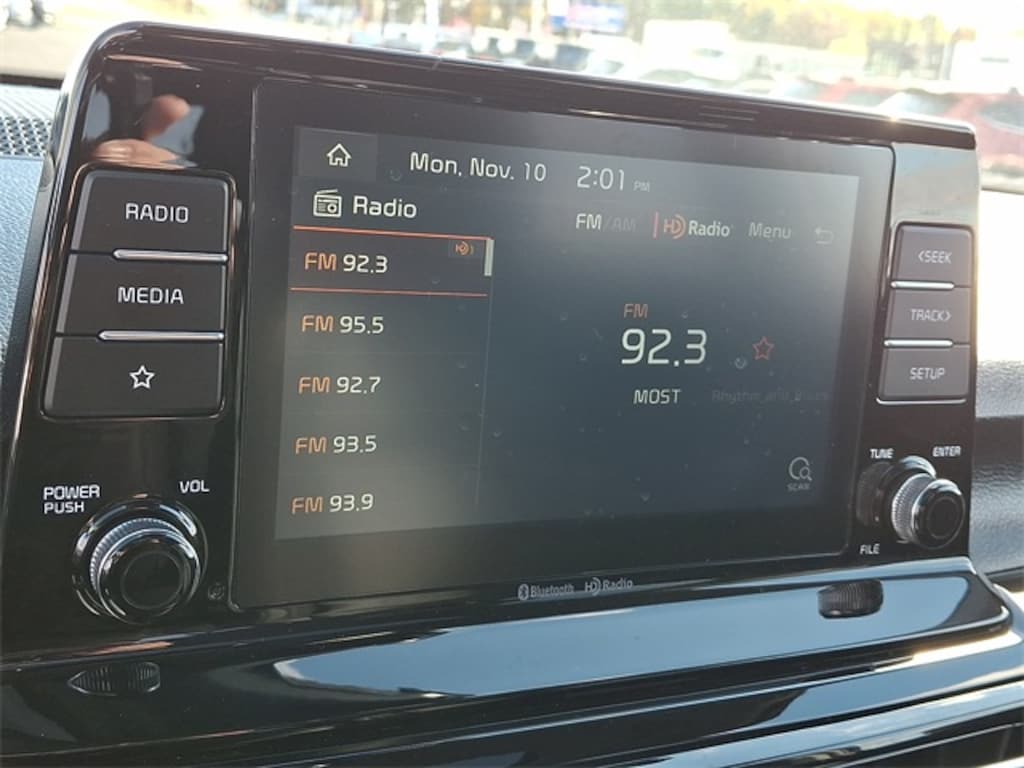 Mon, Nov. 10 2:01 PM
Radio
FM/AM HD Radio Menu
FM 92.3 HD
FM 95.5
FM 92.7
FM 93.5
FM 93.9
FM
92.3
MOST Rhythm_and_Blues
SCAN
RADIO
MEDIA
POWER
PUSH
VOL
<SEEK
TRACK>
SETUP
TUNE
ENTER
FILE
Bluetooth HD Radio